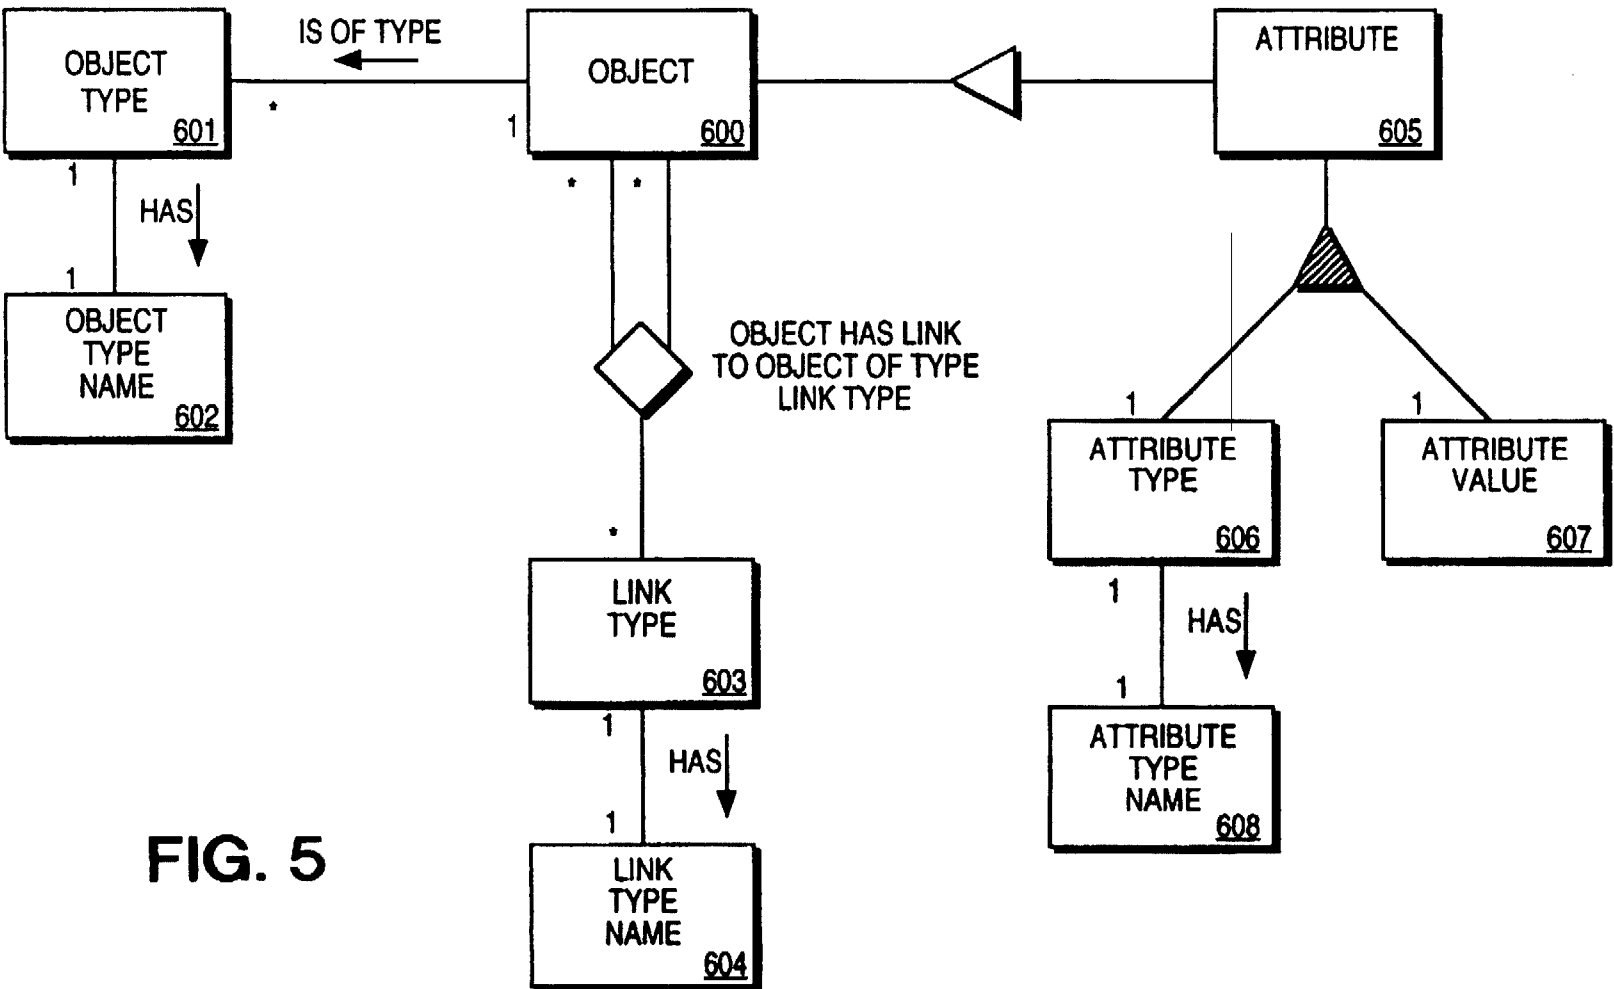 OBJECT
TYPE
601
IS OF TYPE
*
1
OBJECT
600
ATTRIBUTE
605
1
HAS
1
OBJECT
TYPE
NAME
602
*
*
OBJECT HAS LINK
TO OBJECT OF TYPE
LINK TYPE
*
LINK
TYPE
603
1
HAS
1
LINK
TYPE
NAME
604
1
ATTRIBUTE
TYPE
606
1
ATTRIBUTE
VALUE
607
1
HAS
1
ATTRIBUTE
TYPE
NAME
608
FIG. 5